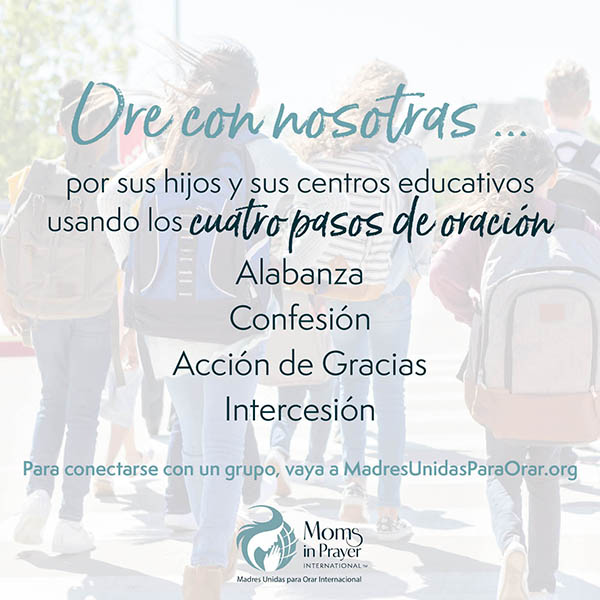 Ore con nosotras ...
por sus hijos y sus centros educativos
usando los cuatro pasos de oración
Alabanza
Confesión
Acción de Gracias
Intercesión
Para conectarse con un grupo, vaya a MadresUnidasParaOrar.org
Moms
in Prayer
INTERNATIONAL™
Madres Unidas para Orar Internacional